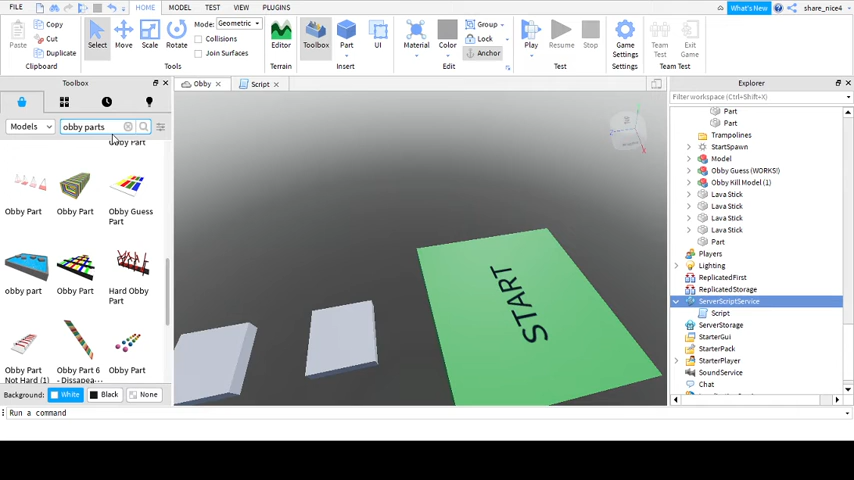 FILE HOME MODEL TEST VIEW PLUGINS What's New share_nice4
Paste Copy Cut Duplicate Clipboard
Select Move Scale Rotate Tools
Mode: Geometric Collisions Join Surfaces
Editor Terrain
Toolbox Part UI Insert
Material Color Group Lock Anchor Edit
Play Resume Stop Test
Game Settings Settings
Team Test Exit Game Team Test
Toolbox
Models obby parts
Obby Part
Obby Part Obby Part Obby Guess Part
obby part Obby Part Hard Obby Part
Obby Part Not Hard (1) Obby Part 6 - Dissapea... Obby Part
Background: White Black None
Run a command
Obby Script
START
Explorer
Filter workspace (Ctrl+Shift+X)
Part
Part
Trampolines
StartSpawn
Model
Obby Guess (WORKS!)
Obby Kill Model (1)
Lava Stick
Lava Stick
Lava Stick
Lava Stick
Part
Players
Lighting
ReplicatedFirst
ReplicatedStorage
ServerScriptService
Script
ServerStorage
StarterGui
StarterPack
StarterPlayer
SoundService
Chat